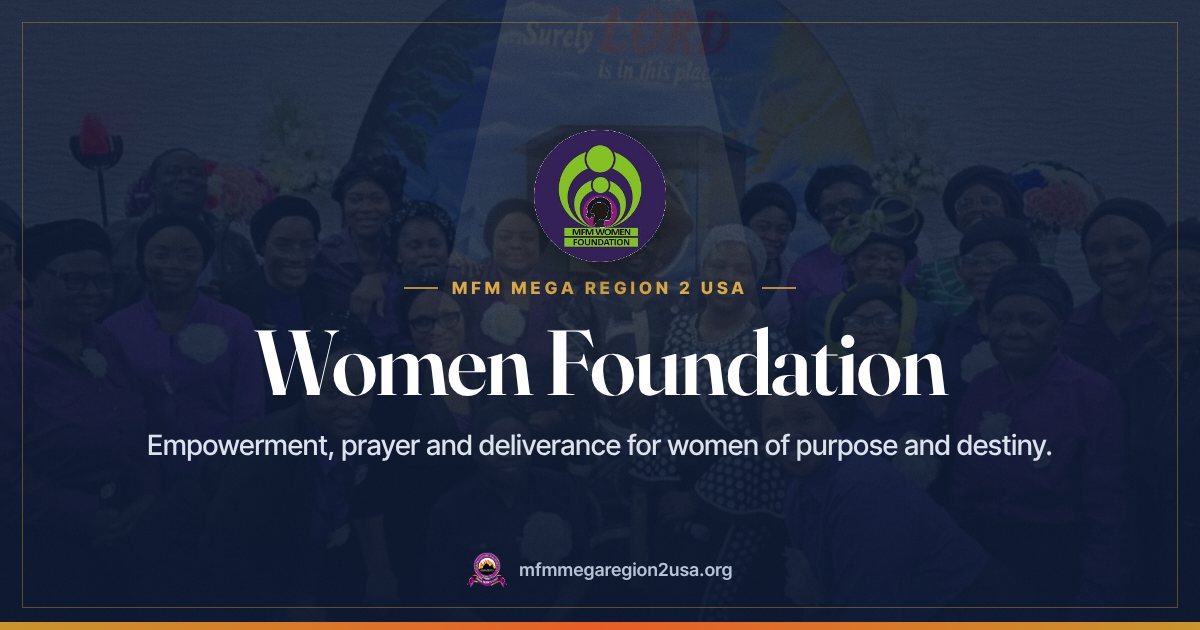 Surely LORD
is in this place...
MFM WOMEN
FOUNDATION
MFM MEGA REGION 2 USA
Women Foundation
Empowerment, prayer and deliverance for women of purpose and destiny.
mfmmegaregion2usa.org